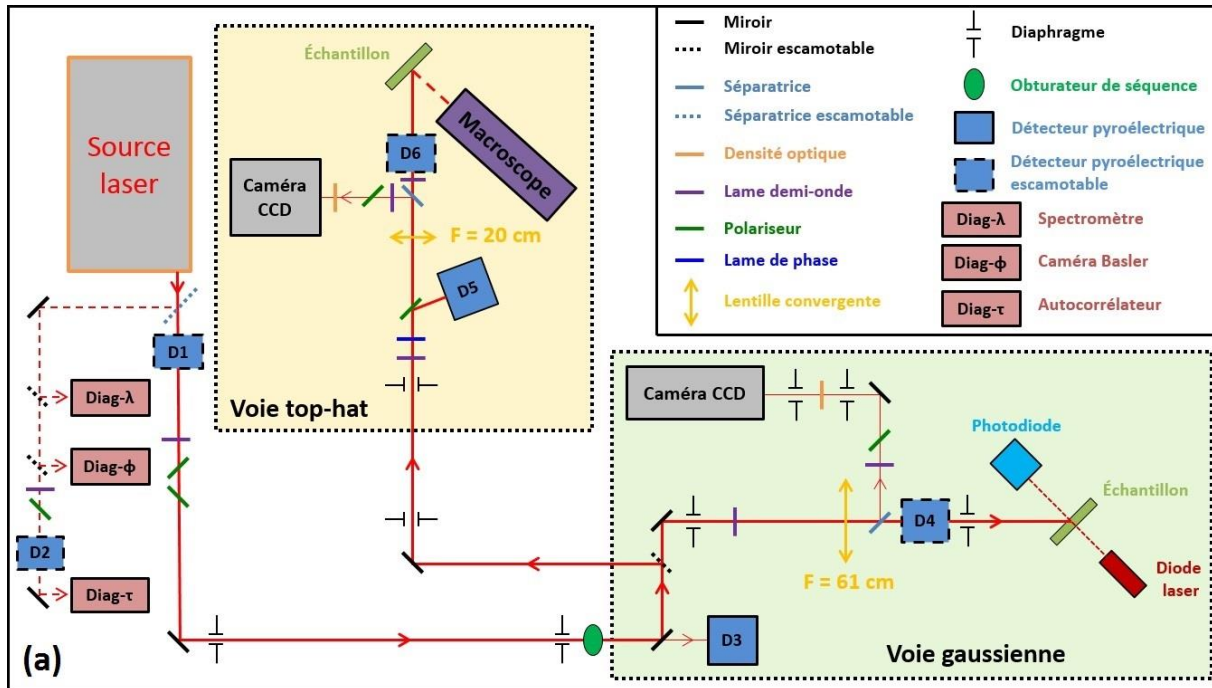 Source
laser
D1
Diag-λ
Diag-ϕ
D2
Diag-τ
(a)
Échantillon
Macroscope
D6
Caméra
CCD
F = 20 cm
D5
Voie top-hat
Miroir
Miroir escamotable
Séparatrice
Séparatrice escamotable
Densité optique
Lame demi-onde
Polariseur
Lame de phase
Lentille convergente
Diaphragme
Obturateur de séquence
Détecteur pyroélectrique
Détecteur pyroélectrique
escamotable
Diag-λ Spectromètre
Diag-ϕ Caméra Basler
Diag-τ Autocorrélateur
Caméra CCD
Photodiode
Échantillon
D4
F = 61 cm
Diode
laser
D3
Voie gaussienne